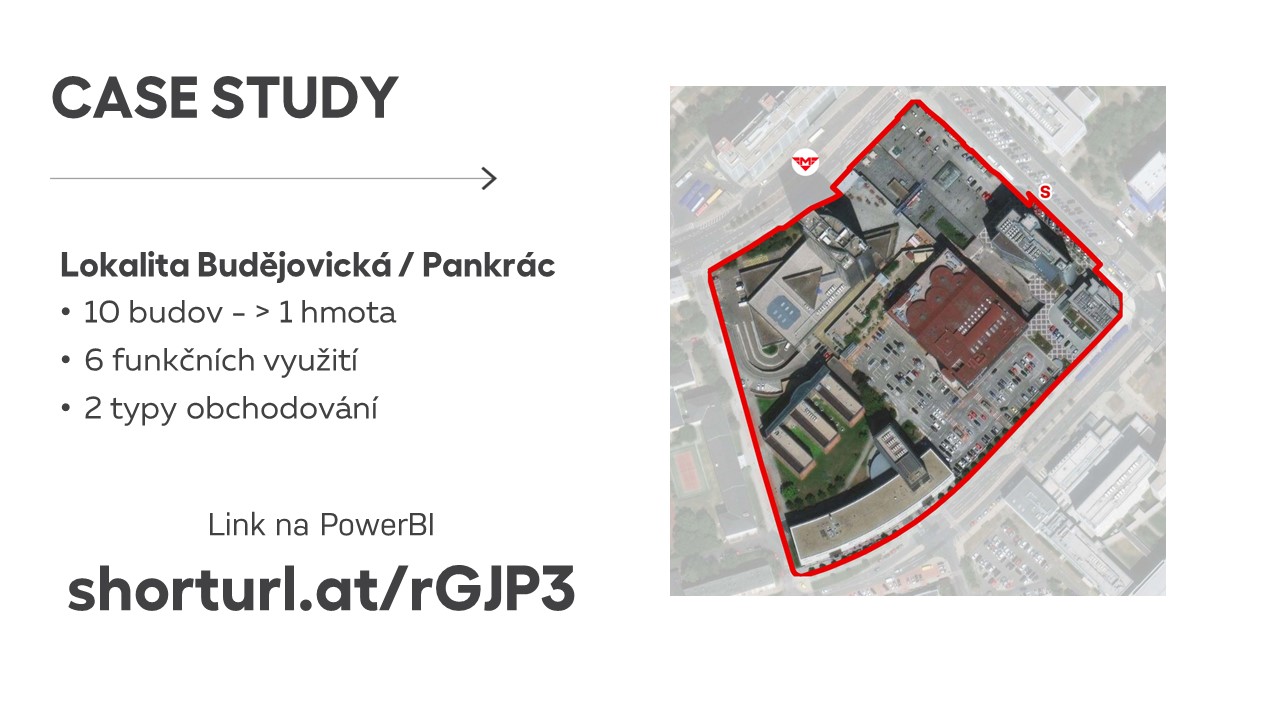 CASE STUDY
Lokalita Budějovická / Pankrác
• 10 budov - > 1 hmota
• 6 funkčních využití
• 2 typy obchodování
Link na PowerBI
shorturl.at/rGJP3
M
S